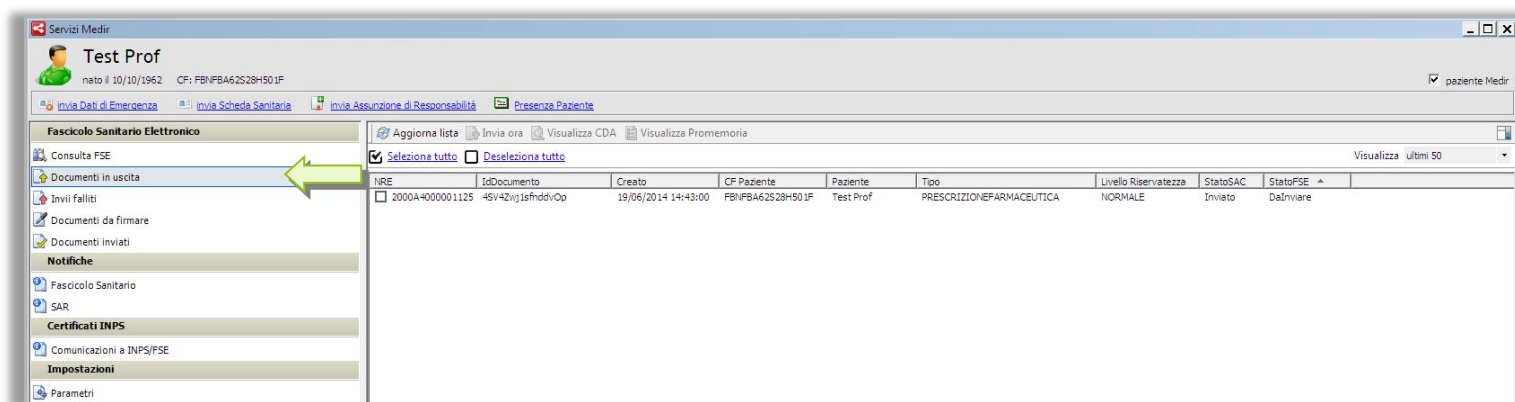 Servizi Medir
Test Prof
nato il 10/10/1962 CF: FBNFBA62S28H501F
paziente Medir
invia Dati di Emergenza invia Scheda Sanitaria invia Assunzione di Responsabilità Presenza Paziente
Fascicolo Sanitario Elettronico
Consulta FSE
Documenti in uscita
Invii falliti
Documenti da firmare
Documenti inviati
Notifiche
Fascicolo Sanitario
SAR
Certificati INPS
Comunicazioni a INPS/FSE
Impostazioni
Parametri
Aggiorna lista Invia ora Visualizza CDA Visualizza Promemoria
Seleziona tutto Deseleziona tutto Visualizza ultimi 50
NRE IdDocumento Creato CF Paziente Paziente Tipo Livello Riservatezza StatoSAC StatoFSE
2000A4000001125 4SV4Zwj1sfnddvOp 19/06/2014 14:43:00 FBNFBA62S28H501F Test Prof PRESCRIZIONEFARMACEUTICA NORMALE Inviato DaInviare